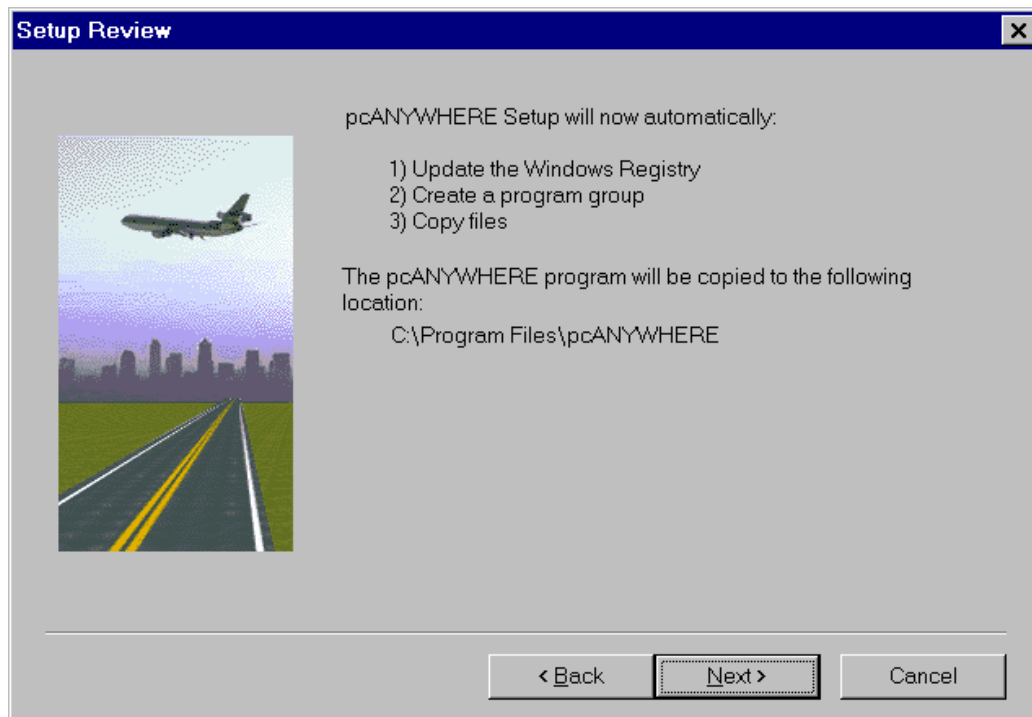 Setup Review
pcANYWHERE Setup will now automatically:
1) Update the Windows Registry
2) Create a program group
3) Copy files
The pcANYWHERE program will be copied to the following
location:
C:\Program Files\pcANYWHERE
< Back
Next >
Cancel